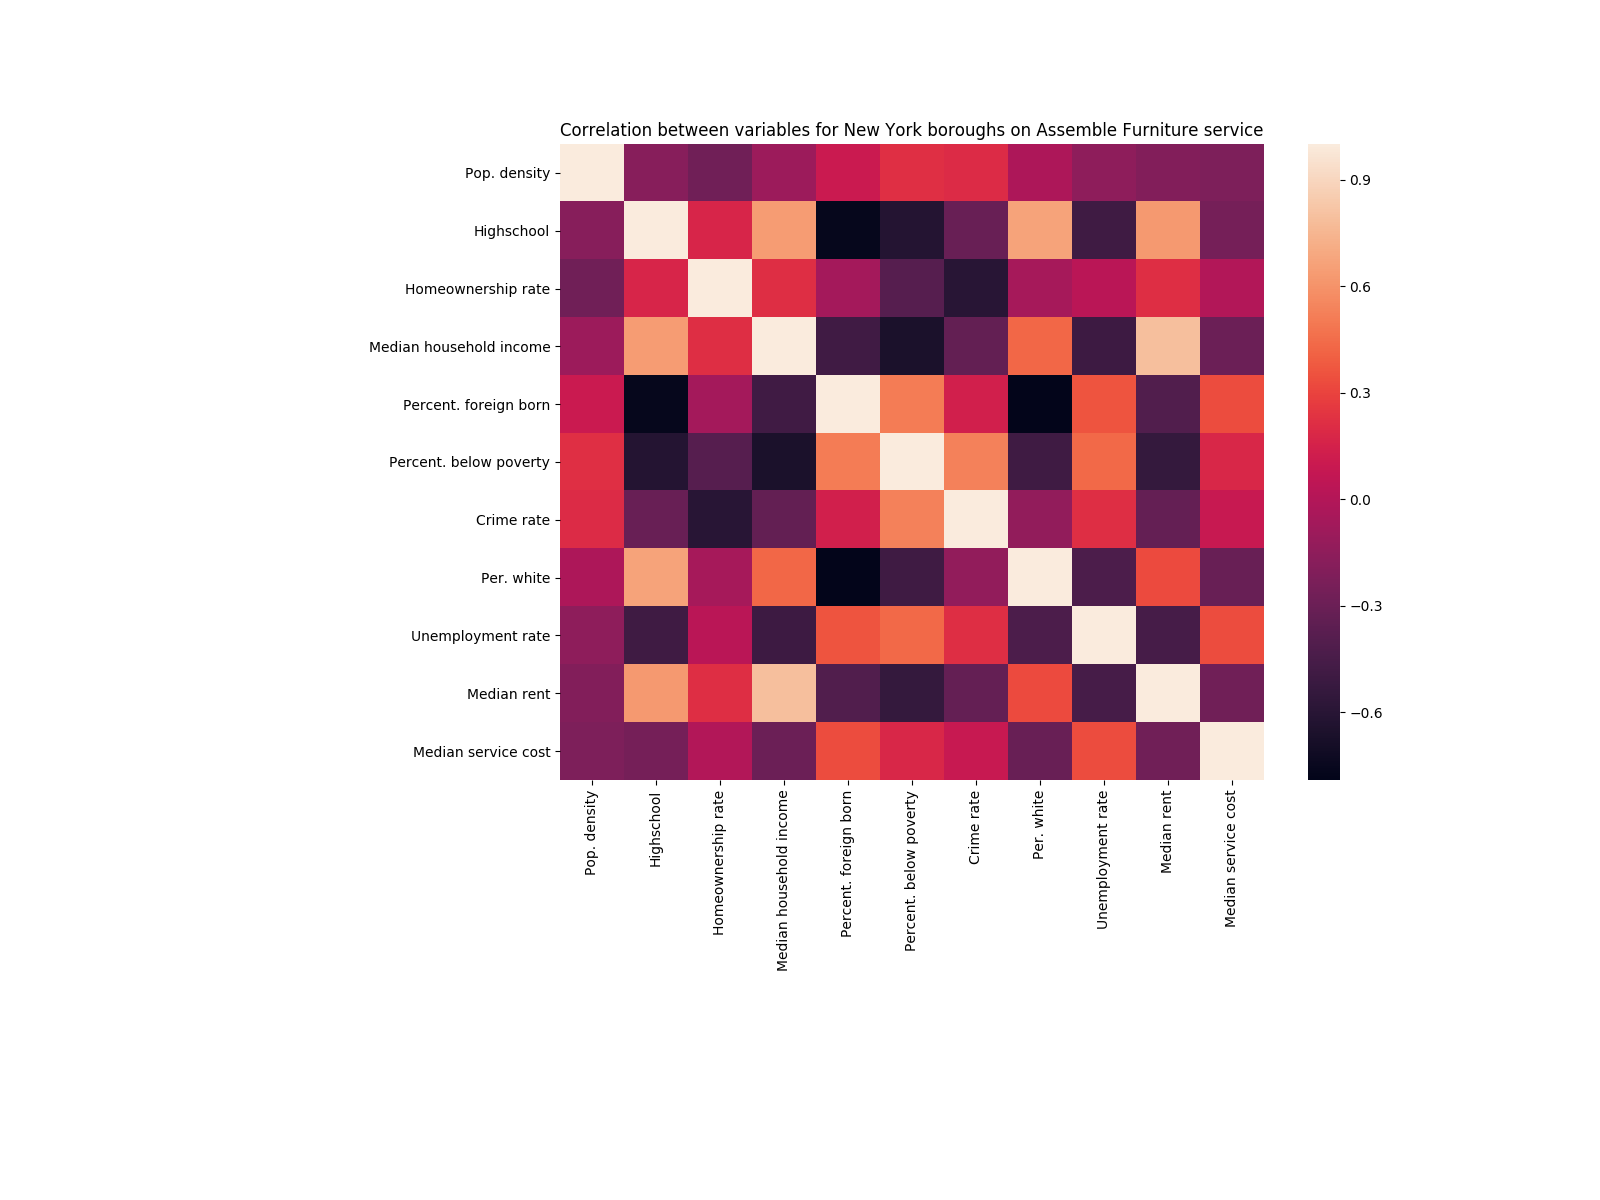 Correlation between variables for New York boroughs on Assemble Furniture service
Pop. density
Highschool
Homeownership rate
Median household income
Percent. foreign born
Percent. below poverty
Crime rate
Per. white
Unemployment rate
Median rent
Median service cost
Pop. density
Highschool
Homeownership rate
Median household income
Percent. foreign born
Percent. below poverty
Crime rate
Per. white
Unemployment rate
Median rent
Median service cost
0.9
0.6
0.3
0.0
−0.3
−0.6